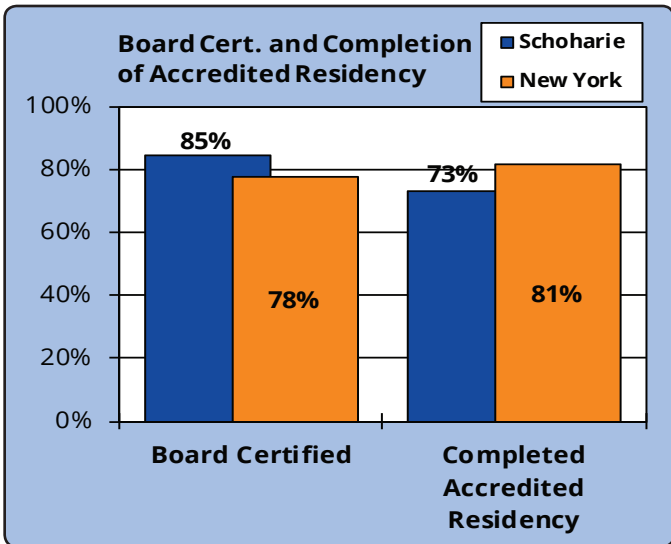 Board Cert. and Completion
of Accredited Residency
Schoharie
New York
100%
80%
60%
40%
20%
0%
85%
78%
73%
81%
Board Certified
Completed
Accredited
Residency